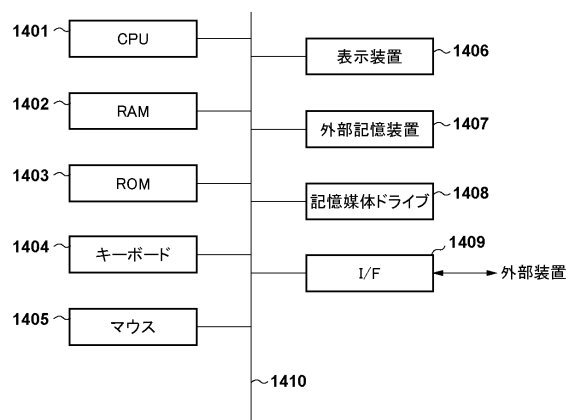 1401
CPU
1402
RAM
1403
ROM
1404
キーボード
1405
マウス
表示装置
1406
外部記憶装置
1407
記憶媒体ドライブ
1408
1409
I/F
外部装置
1410